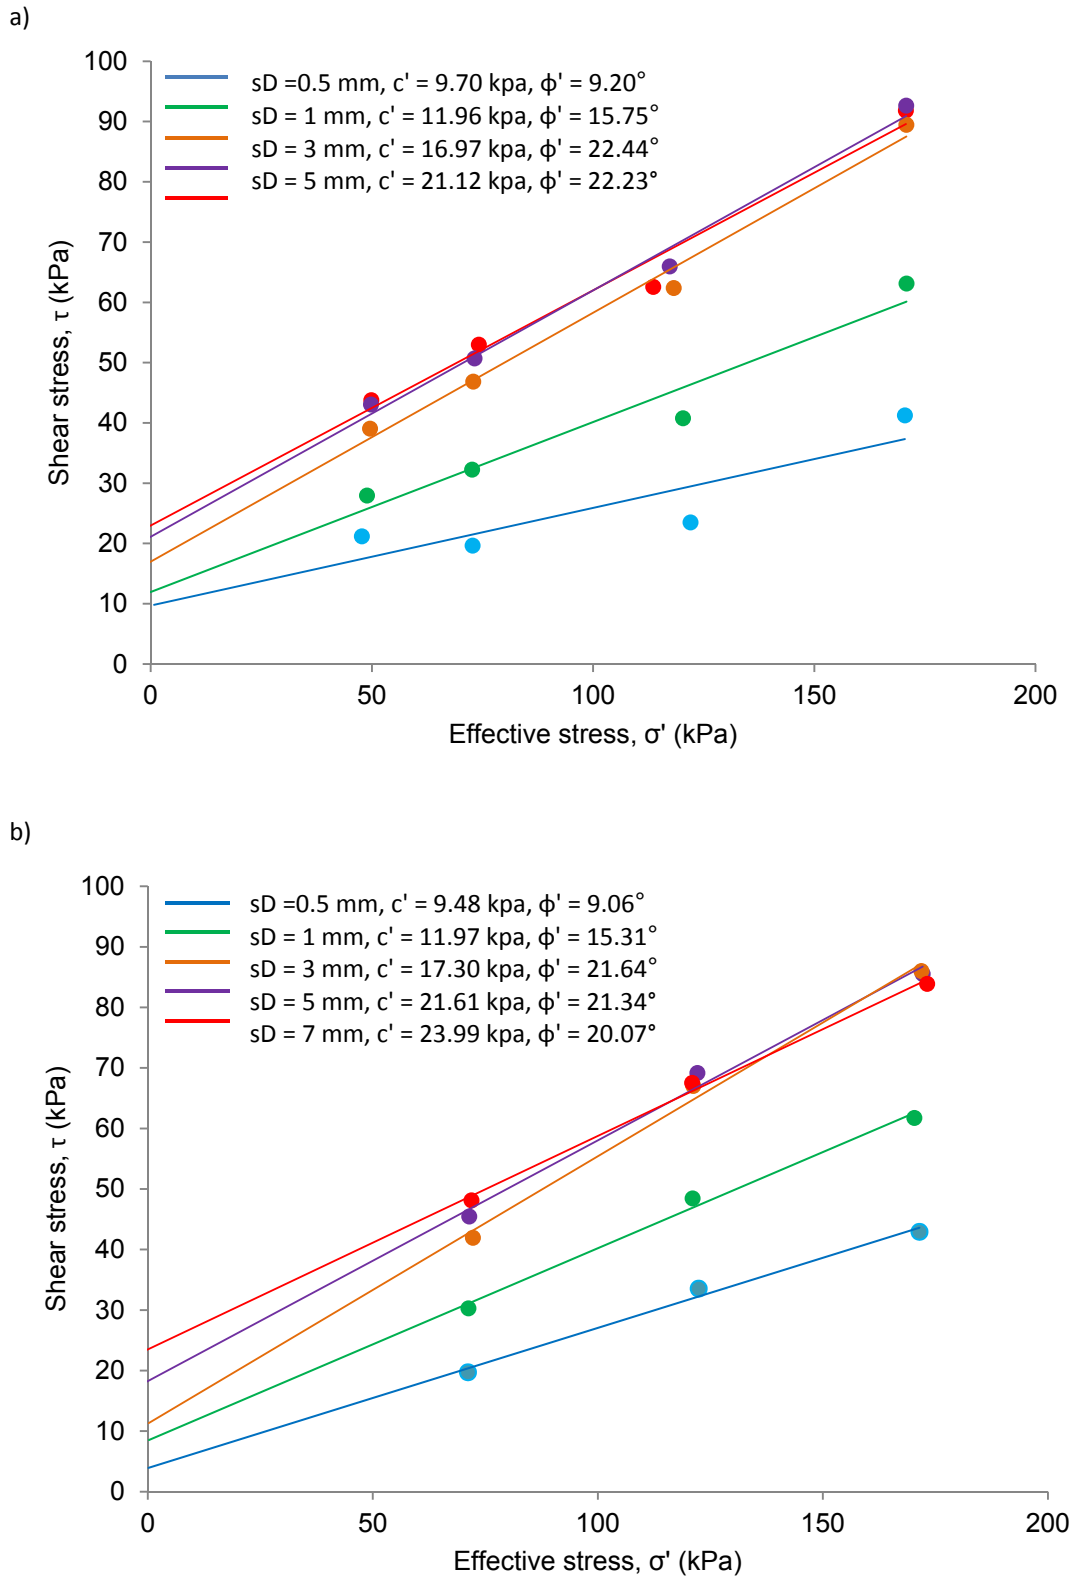 a)
100
90
80
70
60
50
40
30
20
10
0
Shear stress, τ (kPa)
sD =0.5 mm, c' = 9.70 kpa, ϕ' = 9.20°
sD = 1 mm, c' = 11.96 kpa, ϕ' = 15.75°
sD = 3 mm, c' = 16.97 kpa, ϕ' = 22.44°
sD = 5 mm, c' = 21.12 kpa, ϕ' = 22.23°
0 50 100 150 200
Effective stress, σ' (kPa)
b)
100
90
80
70
60
50
40
30
20
10
0
Shear stress, τ (kPa)
sD =0.5 mm, c' = 9.48 kpa, ϕ' = 9.06°
sD = 1 mm, c' = 11.97 kpa, ϕ' = 15.31°
sD = 3 mm, c' = 17.30 kpa, ϕ' = 21.64°
sD = 5 mm, c' = 21.61 kpa, ϕ' = 21.34°
sD = 7 mm, c' = 23.99 kpa, ϕ' = 20.07°
0 50 100 150 200
Effective stress, σ' (kPa)